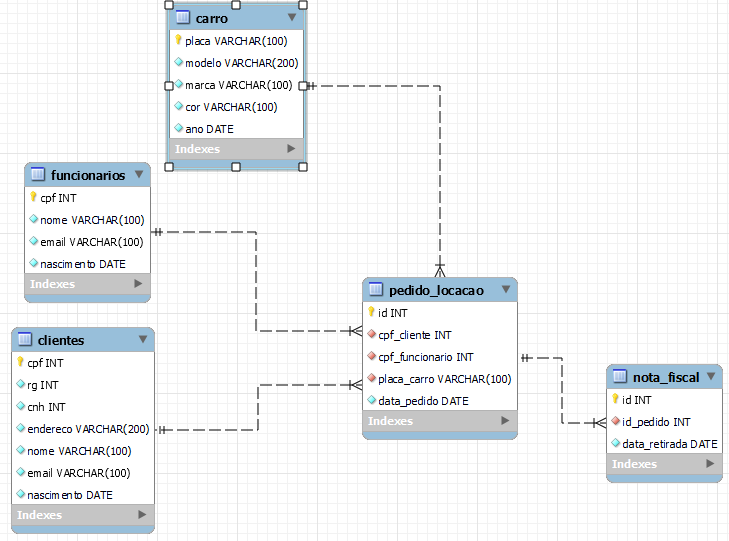 carro
placa VARCHAR(100)
modelo VARCHAR(200)
marca VARCHAR(100)
cor VARCHAR(100)
ano DATE
Indexes
funcionarios
cpf INT
nome VARCHAR(100)
email VARCHAR(100)
nascimento DATE
Indexes
clientes
cpf INT
rg INT
cnh INT
endereco VARCHAR(200)
nome VARCHAR(100)
email VARCHAR(100)
nascimento DATE
Indexes
pedido_locacao
id INT
cpf_cliente INT
cpf_funcionario INT
placa_carro VARCHAR(100)
data_pedido DATE
Indexes
nota_fiscal
id INT
id_pedido INT
data_retirada DATE
Indexes